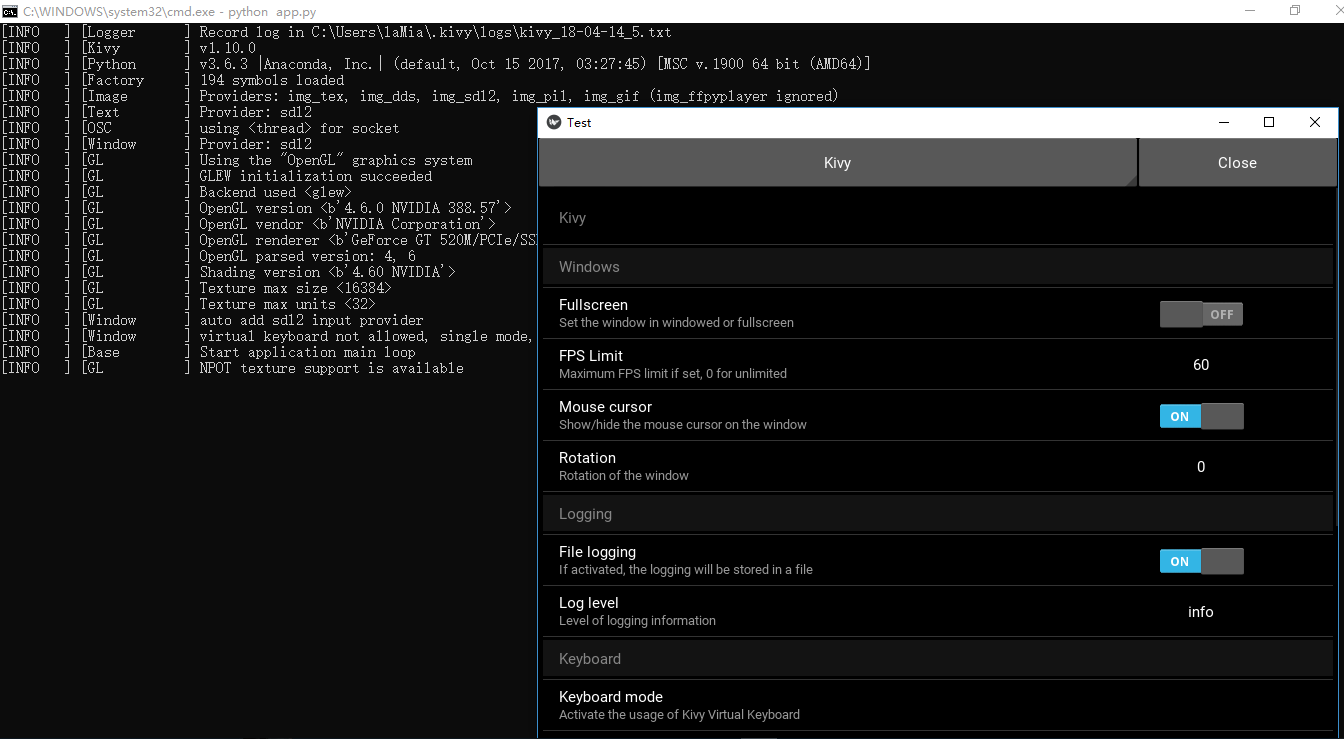 C:\WINDOWS\system32\cmd.exe - python  app.py
[INFO   ] [Logger      ] Record log in C:\Users\laMia\.kivy\logs\kivy_18-04-14_5.txt
[INFO   ] [Kivy        ] v1.10.0
[INFO   ] [Python      ] v3.6.3 |Anaconda, Inc.| (default, Oct 15 2017, 03:27:45) [MSC v.1900 64 bit (AMD64)]
[INFO   ] [Factory     ] 194 symbols loaded
[INFO   ] [Image       ] Providers: img_tex, img_dds, img_sdl2, img_pil, img_gif (img_ffpyplayer ignored)
[INFO   ] [Text        ] Provider: sdl2
[INFO   ] [OSC         ] using <thread> for socket
[INFO   ] [Window      ] Provider: sdl2
[INFO   ] [GL          ] Using the "OpenGL" graphics system
[INFO   ] [GL          ] GLEW initialization succeeded
[INFO   ] [GL          ] Backend used <glew>
[INFO   ] [GL          ] OpenGL version <b'4.6.0 NVIDIA 388.57'>
[INFO   ] [GL          ] OpenGL vendor <b'NVIDIA Corporation'>
[INFO   ] [GL          ] OpenGL renderer <b'GeForce GT 520M/PCIe/SS
[INFO   ] [GL          ] OpenGL parsed version: 4, 6
[INFO   ] [GL          ] Shading version <b'4.60 NVIDIA'>
[INFO   ] [GL          ] Texture max size <16384>
[INFO   ] [GL          ] Texture max units <32>
[INFO   ] [Window      ] auto add sdl2 input provider
[INFO   ] [Window      ] virtual keyboard not allowed, single mode,
[INFO   ] [Base        ] Start application main loop
[INFO   ] [GL          ] NPOT texture support is available
Test
Kivy Close
Kivy
Windows
Fullscreen
Set the window in windowed or fullscreen
OFF
FPS Limit
Maximum FPS limit if set, 0 for unlimited
60
Mouse cursor
Show/hide the mouse cursor on the window
ON
Rotation
Rotation of the window
0
Logging
File logging
If activated, the logging will be stored in a file
ON
Log level
Level of logging information
info
Keyboard
Keyboard mode
Activate the usage of Kivy Virtual Keyboard